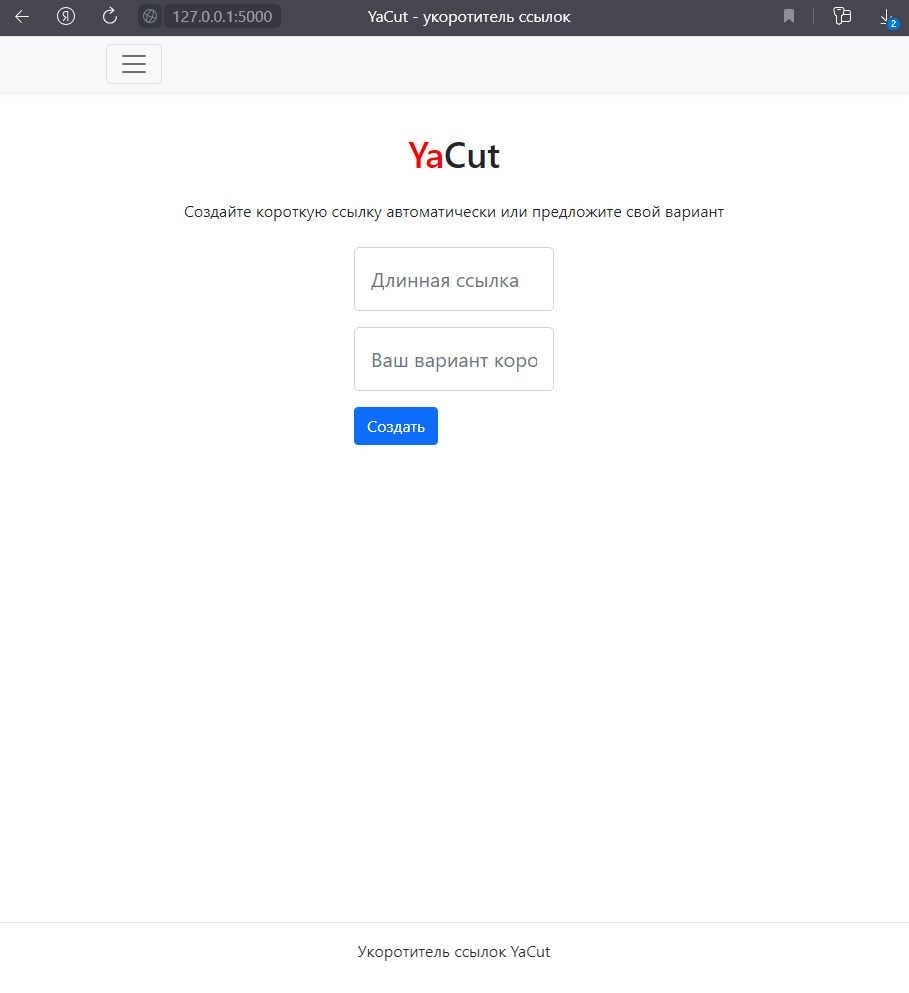 127.0.0.1:5000 YaCut - укоротитель ссылок
2
YaCut
Создайте короткую ссылку автоматически или предложите свой вариант
Длинная ссылка
Ваш вариант коро
Создать
Укоротитель ссылок YaCut